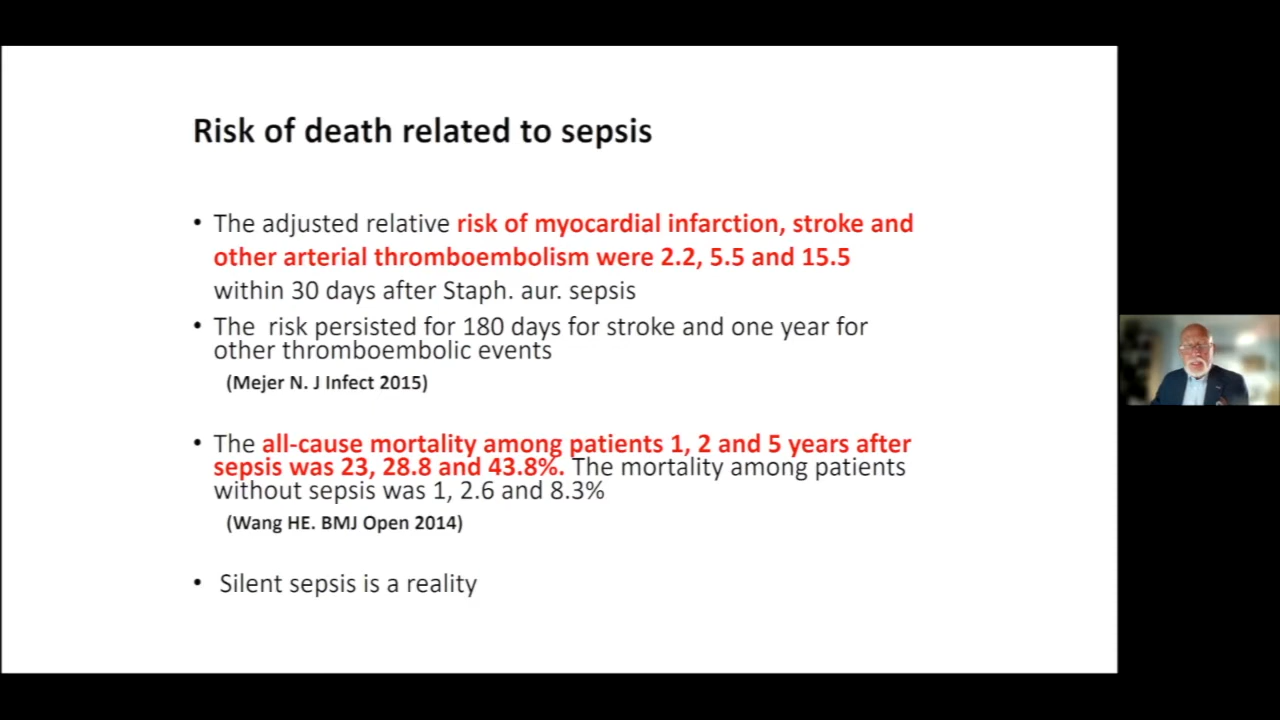 Risk of death related to sepsis
• The adjusted relative risk of myocardial infarction, stroke and
other arterial thromboembolism were 2.2, 5.5 and 15.5
within 30 days after Staph. aur. sepsis
• The  risk persisted for 180 days for stroke and one year for
other thromboembolic events
(Mejer N. J Infect 2015)
• The all-cause mortality among patients 1, 2 and 5 years after
sepsis was 23, 28.8 and 43.8%. The mortality among patients
without sepsis was 1, 2.6 and 8.3%
(Wang HE. BMJ Open 2014)
• Silent sepsis is a reality